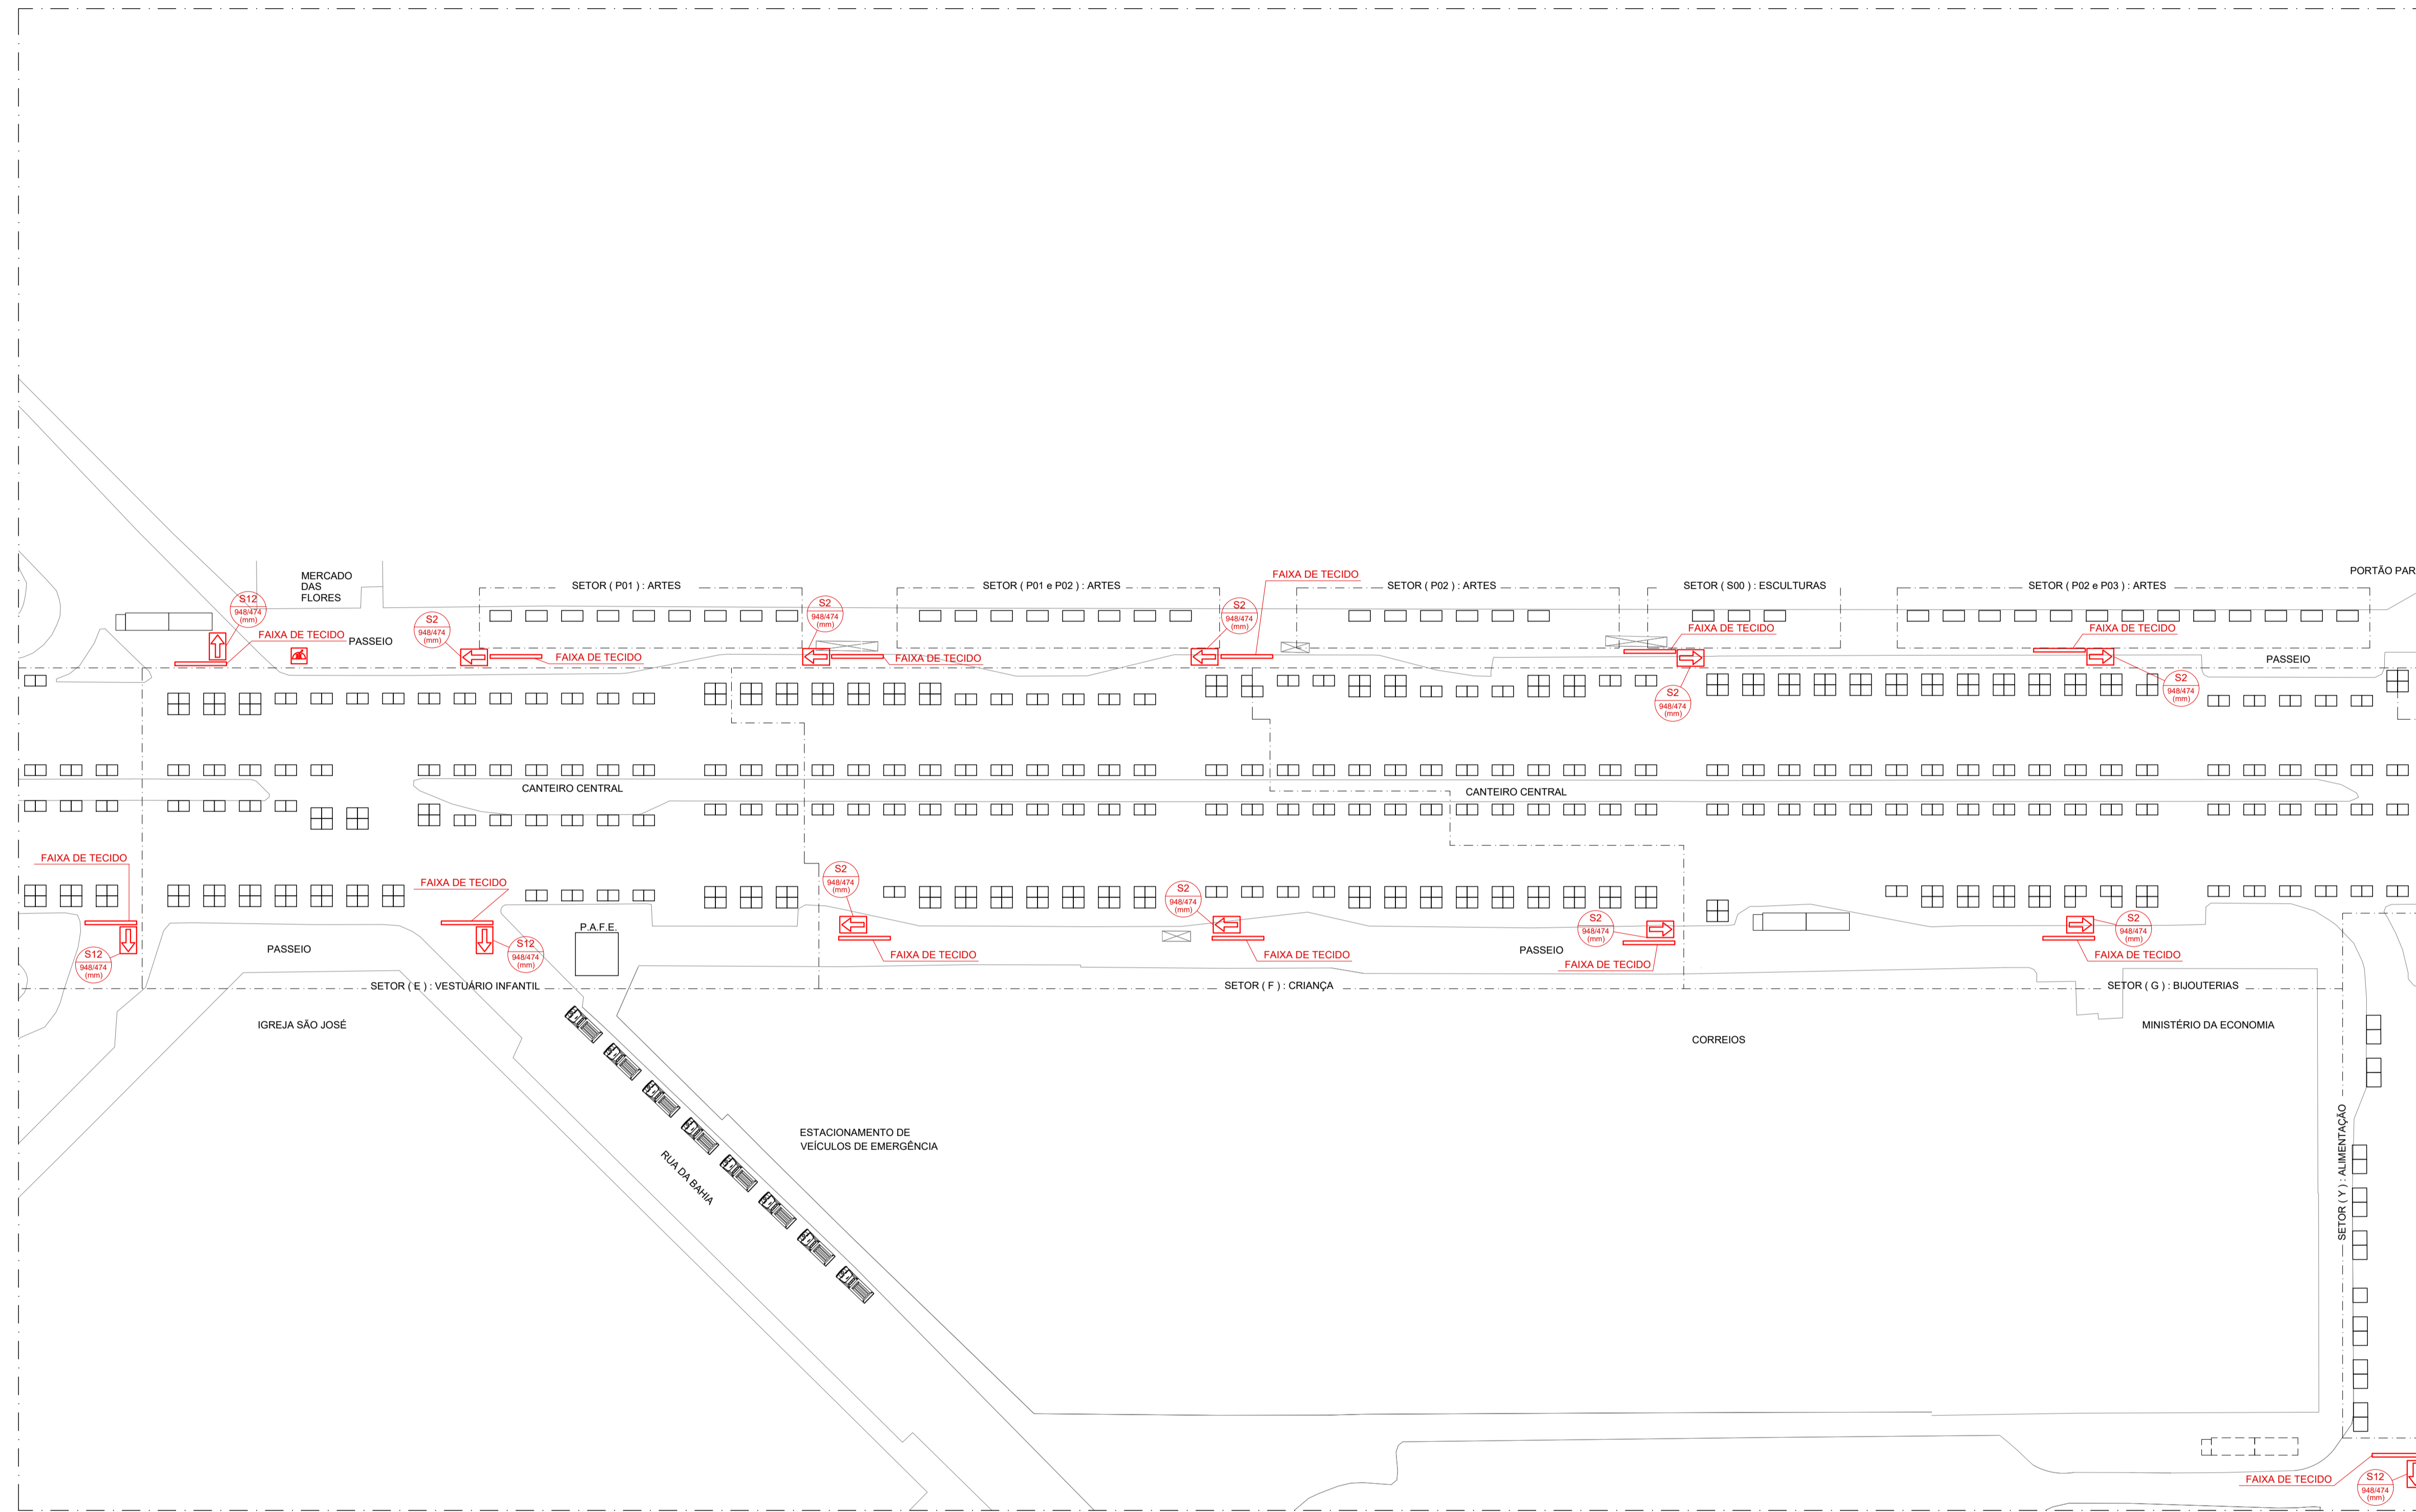 FAIXA DE TECIDO
PORTÃO PAR
MERCADO
DAS
FLORES
SETOR ( P01 ) : ARTES
SETOR ( P01 e P02 ) : ARTES
SETOR ( P02 ) : ARTES
SETOR ( S00 ) : ESCULTURAS
SETOR ( P02 e P03 ) : ARTES
S12
948/474
(mm)
S2
948/474
(mm)
S2
948/474
(mm)
S2
948/474
(mm)
FAIXA DE TECIDO
PASSEIO
FAIXA DE TECIDO
FAIXA DE TECIDO
FAIXA DE TECIDO
FAIXA DE TECIDO
PASSEIO
S2
948/474
(mm)
S2
948/474
(mm)
CANTEIRO CENTRAL
CANTEIRO CENTRAL
FAIXA DE TECIDO
FAIXA DE TECIDO
S2
948/474
(mm)
S2
948/474
(mm)
S2
948/474
(mm)
S2
948/474
(mm)
P.A.F.E.
S12
948/474
(mm)
PASSEIO
S12
948/474
(mm)
FAIXA DE TECIDO
FAIXA DE TECIDO
PASSEIO
FAIXA DE TECIDO
FAIXA DE TECIDO
SETOR ( E ) : VESTUÁRIO INFANTIL
SETOR ( F ) : CRIANÇA
SETOR ( G ) : BIJOUTERIAS
IGREJA SÃO JOSÉ
MINISTÉRIO DA ECONOMIA
CORREIOS
ESTACIONAMENTO DE
VEÍCULOS DE EMERGÊNCIA
RUA DA BAHIA
SETOR ( Y ) : ALIMENTAÇÃO
FAIXA DE TECIDO
S12
948/474
(mm)